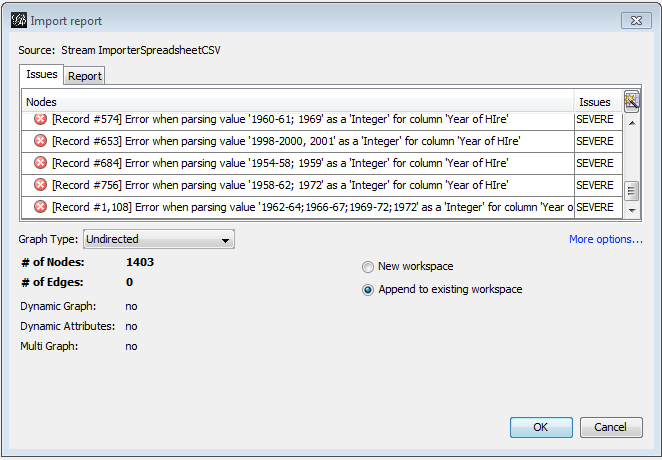 Import report
Source: Stream ImporterSpreadsheetCSV
Issues Report
Nodes Issues
[Record #574] Error when parsing value '1960-61; 1969' as a 'Integer' for column 'Year of HIre' SEVERE
[Record #653] Error when parsing value '1998-2000, 2001' as a 'Integer' for column 'Year of HIre' SEVERE
[Record #684] Error when parsing value '1954-58; 1959' as a 'Integer' for column 'Year of HIre' SEVERE
[Record #756] Error when parsing value '1958-62; 1972' as a 'Integer' for column 'Year of HIre' SEVERE
[Record #1,108] Error when parsing value '1962-64;1966-67;1969-72;1972' as a 'Integer' for column 'Year o SEVERE
Graph Type: Undirected More options...
# of Nodes: 1403
New workspace
# of Edges: 0
Append to existing workspace
Dynamic Graph: no
Dynamic Attributes: no
Multi Graph: no
OK Cancel